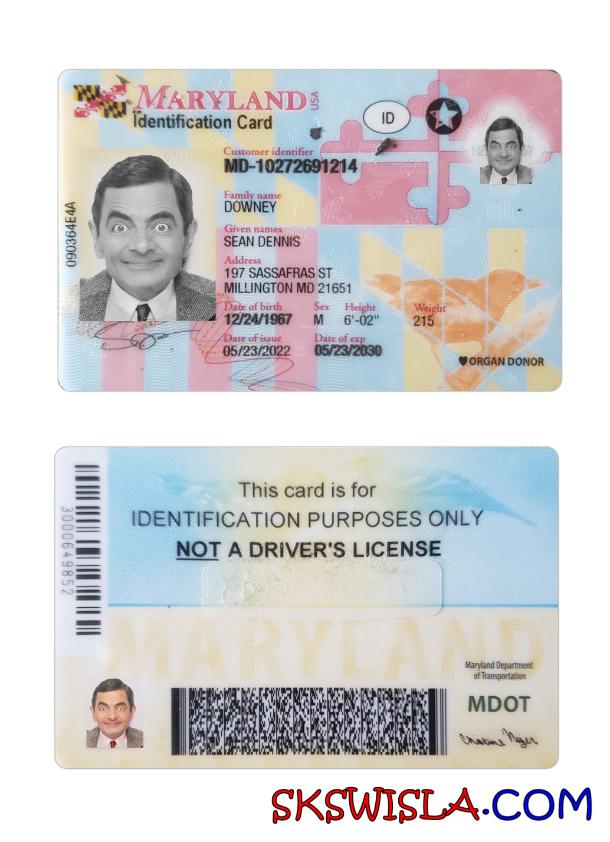 MARYLAND
USA
Identification Card
ID
Customer identifier
MD-10272691214
Family name
DOWNEY
Given names
SEAN DENNIS
Address
197 SASSAFRAS ST
MILLINGTON MD 21651
Date of birth Sex Height Weight
12/24/1967 M 6'-02" 215
Date of issue Date of exp
05/23/2022 05/23/2030
ORGAN DONOR
090364E4A
This card is for
IDENTIFICATION PURPOSES ONLY
NOT A DRIVER'S LICENSE
3000649852
MARYLAND
Maryland Department
of Transportation
MDOT
SKSWISLA.COM